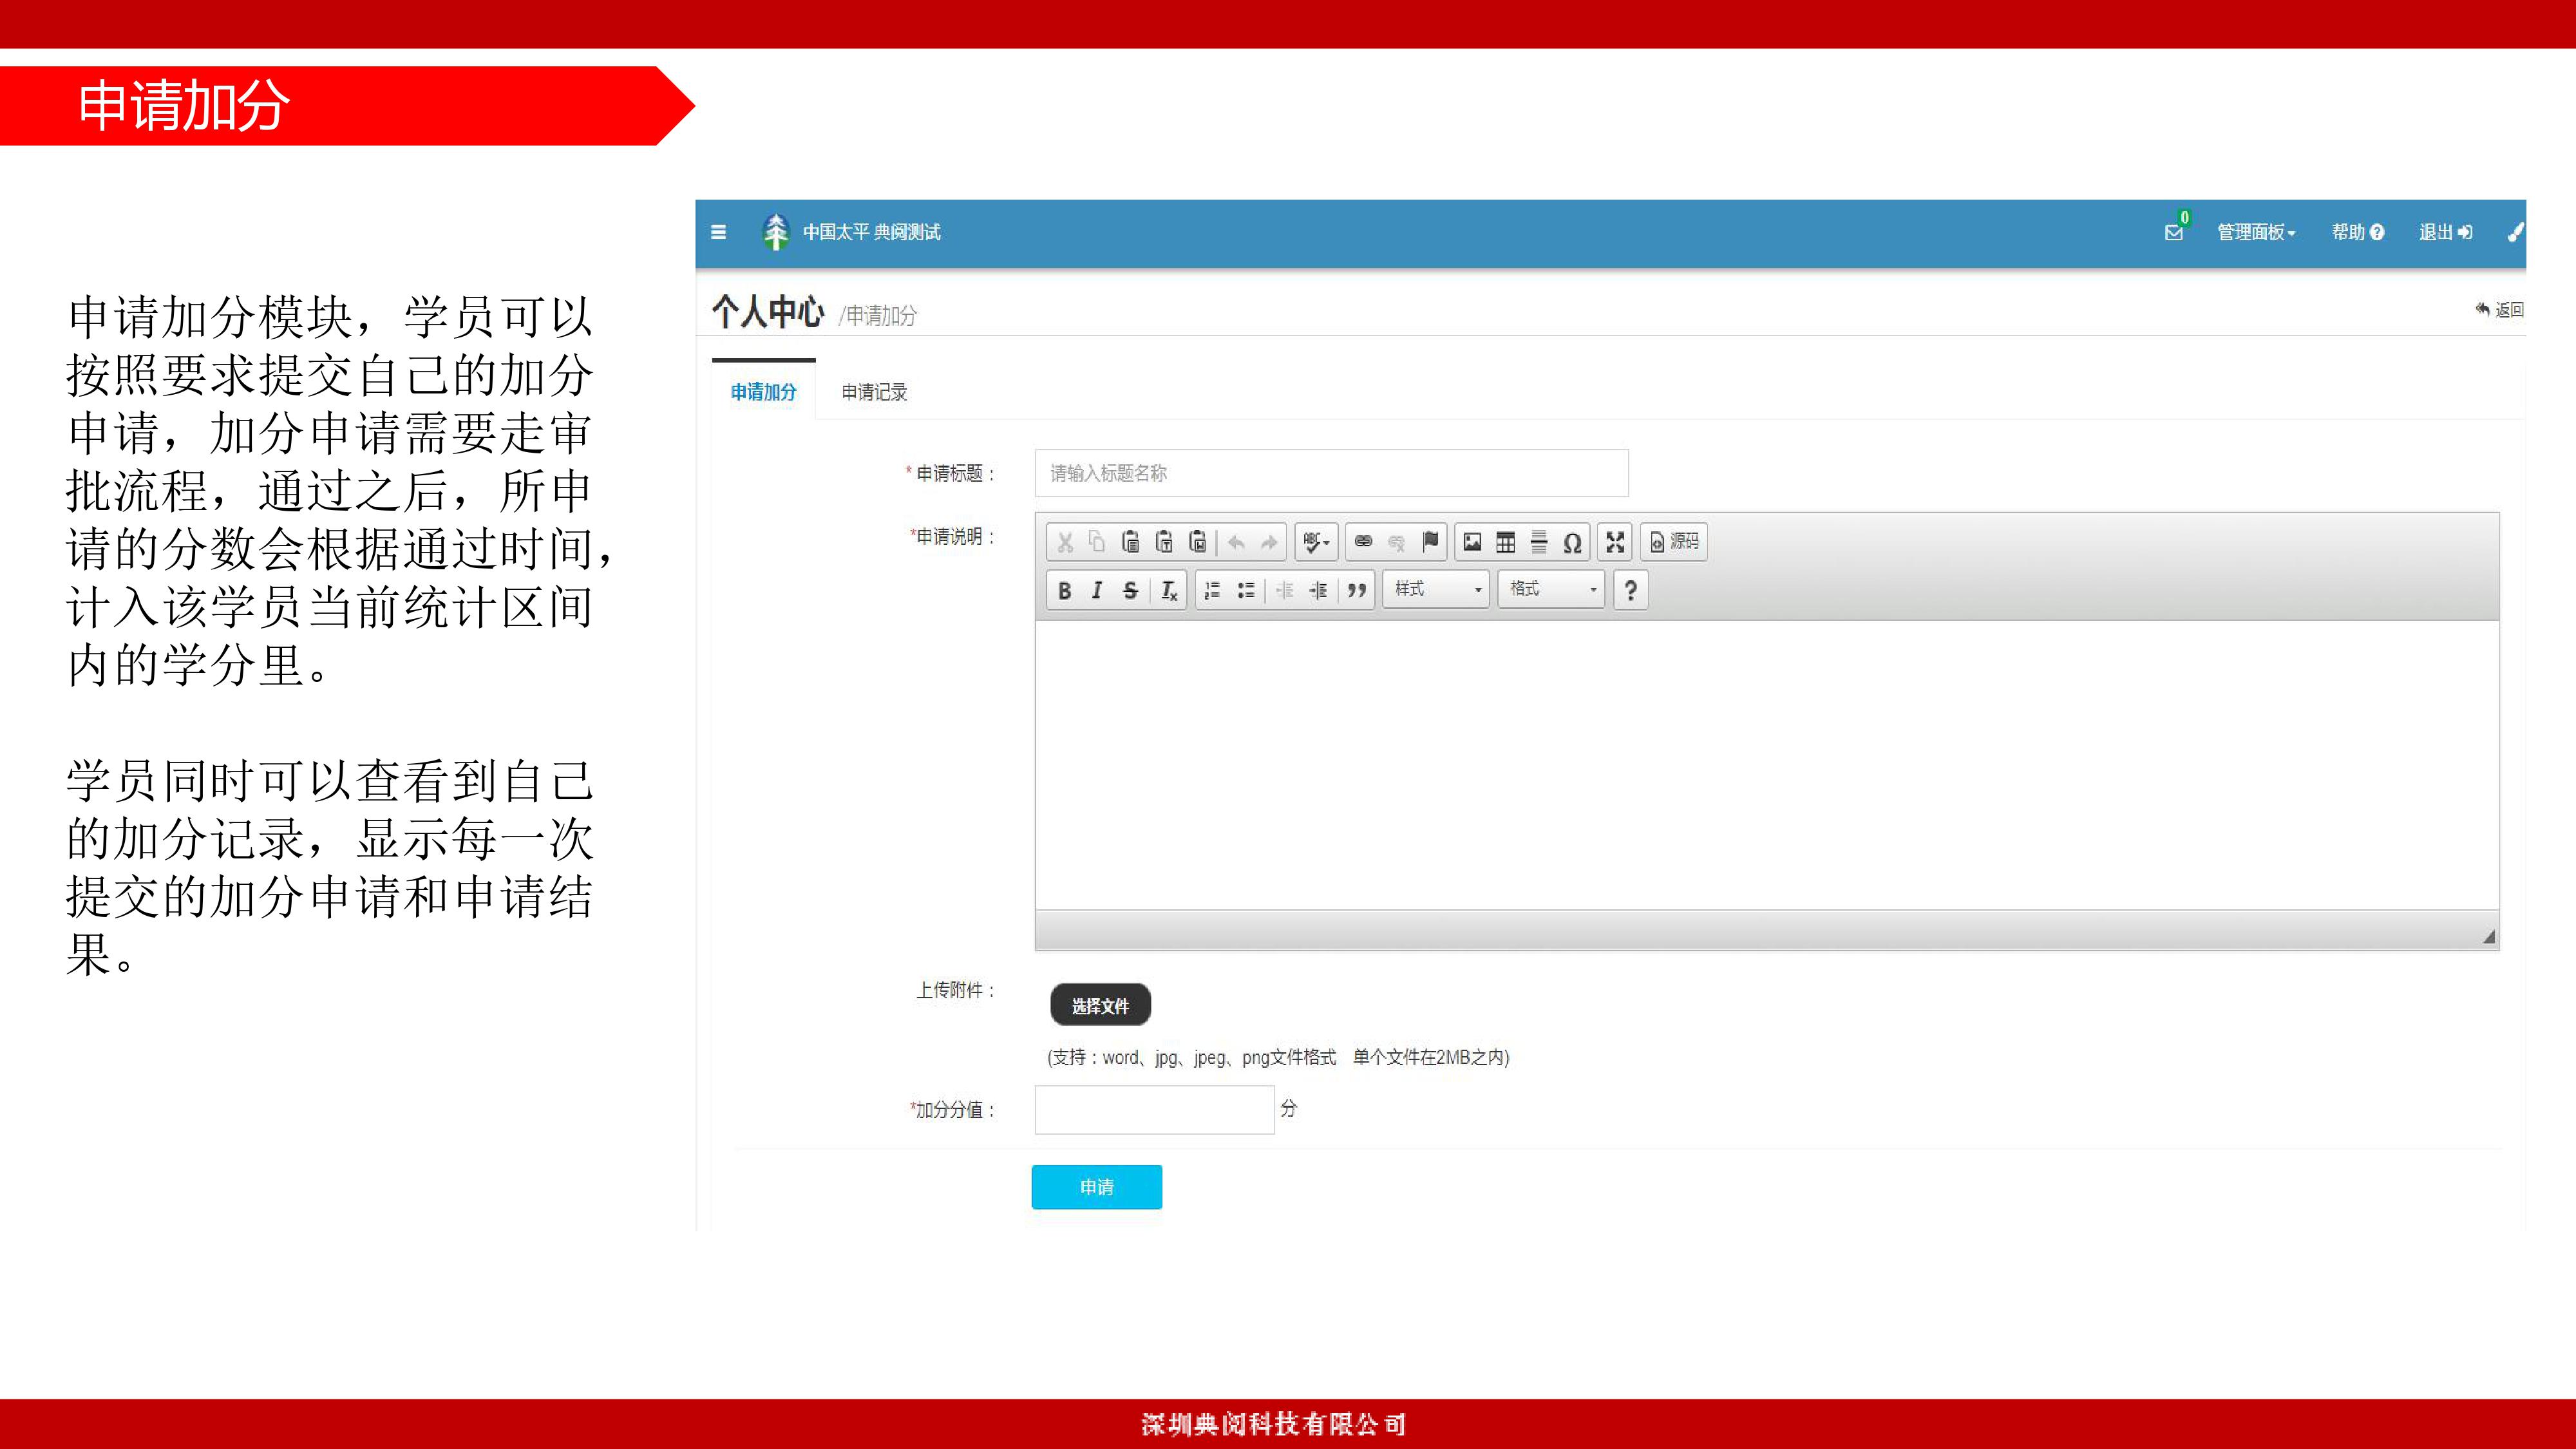 申请加分
申请加分模块，学员可以
按照要求提交自己的加分
申请，加分申请需要走审
批流程，通过之后，所申
请的分数会根据通过时间，
计入该学员当前统计区间
内的学分里。
学员同时可以查看到自己
的加分记录，显示每一次
提交的加分申请和申请结
果。
中国太平 典阅测试
0
管理面板
帮助
退出
个人中心 /申请加分
返回
申请加分 申请记录
* 申请标题： 请输入标题名称
*申请说明：
ABC
源码
B I S Ix
样式 格式 ?
上传附件： 选择文件
(支持：word、jpg、jpeg、png文件格式 单个文件在2MB之内)
*加分分值： 分
申请
深圳典阅科技有限公司